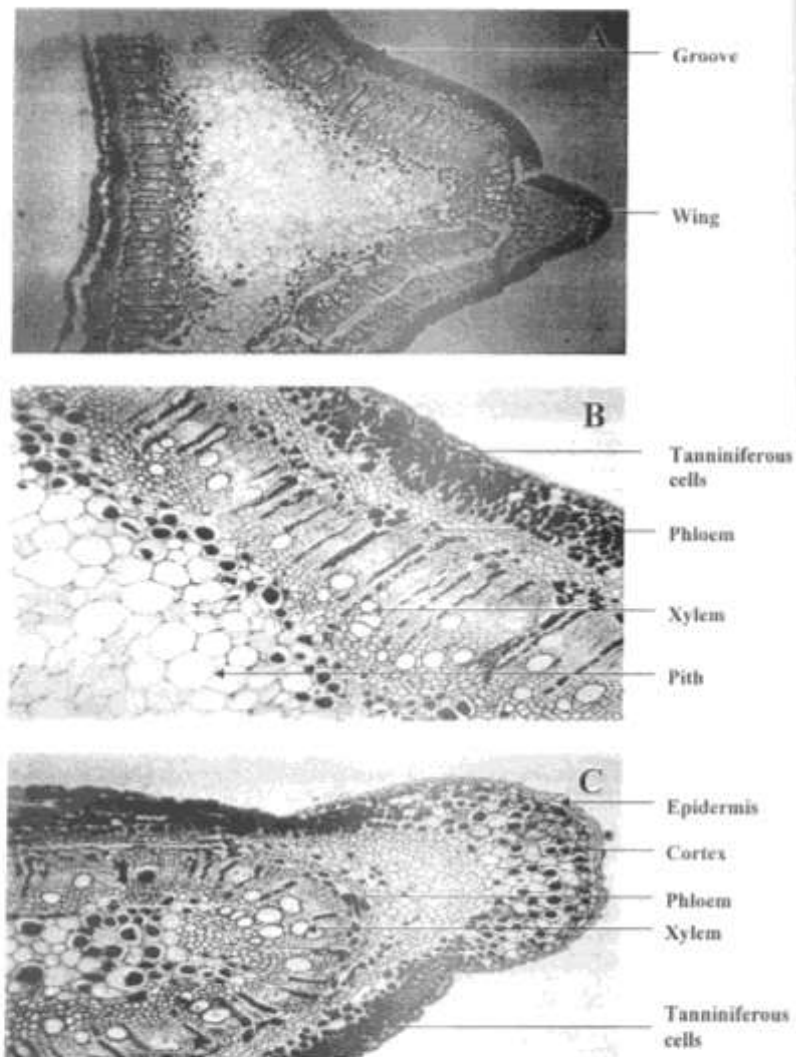 A
Groove
Wing
B
Tanniniferous
cells
Phloem
Xylem
Pith
C
Epidermis
Cortex
Phloem
Xylem
Tanniniferous
cells